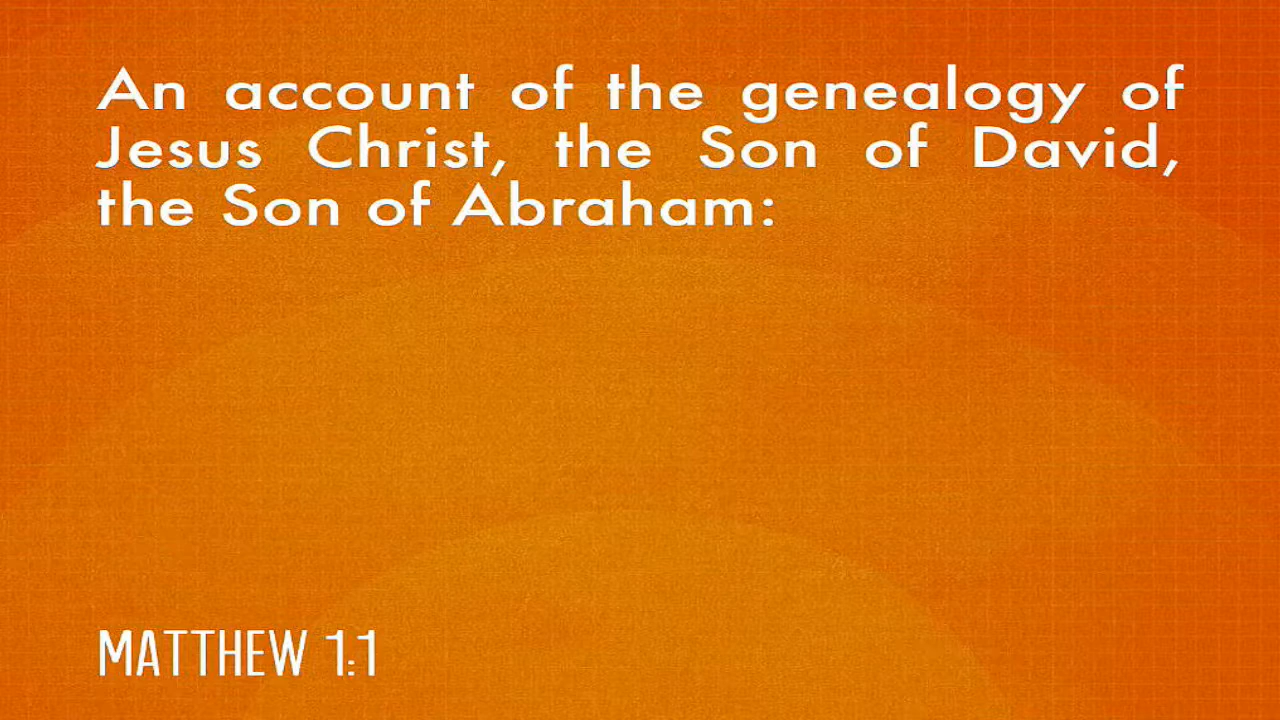 An account of the genealogy of
Jesus Christ, the Son of David,
the Son of Abraham:
MATTHEW 1:1